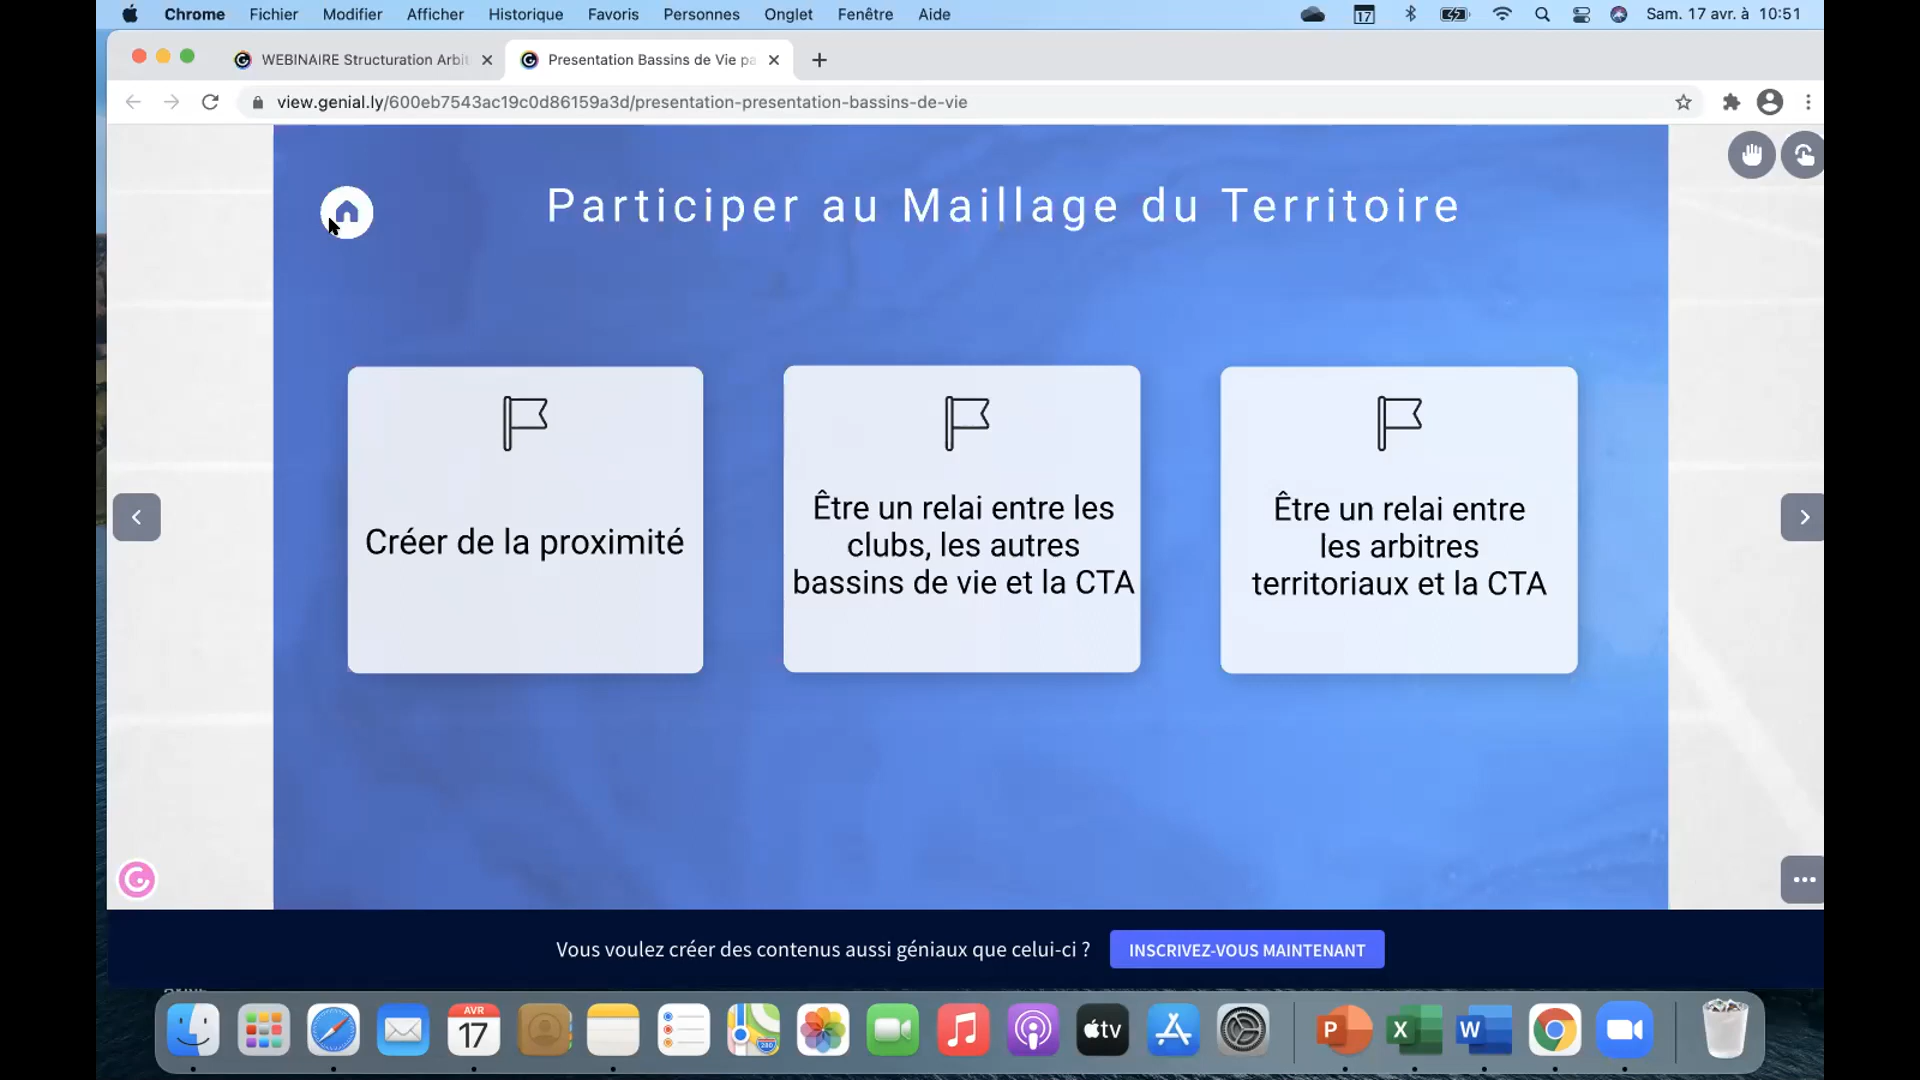 Chrome Fichier Modifier Afficher Historique Favoris Personnes Onglet Fenêtre Aide 17 Sam. 17 avr. à 10:51
WEBINAIRE Structuration Arbit
Presentation Bassins de Vie pa
view.genial.ly/600eb7543ac19c0d86159a3d/presentation-presentation-bassins-de-vie
Participer au Maillage du Territoire
Créer de la proximité
Être un relai entre les
clubs, les autres
bassins de vie et la CTA
Être un relai entre
les arbitres
territoriaux et la CTA
Vous voulez créer des contenus aussi géniaux que celui-ci ?
INSCRIVEZ-VOUS MAINTENANT
AVR
17
280
tv
P
X
W